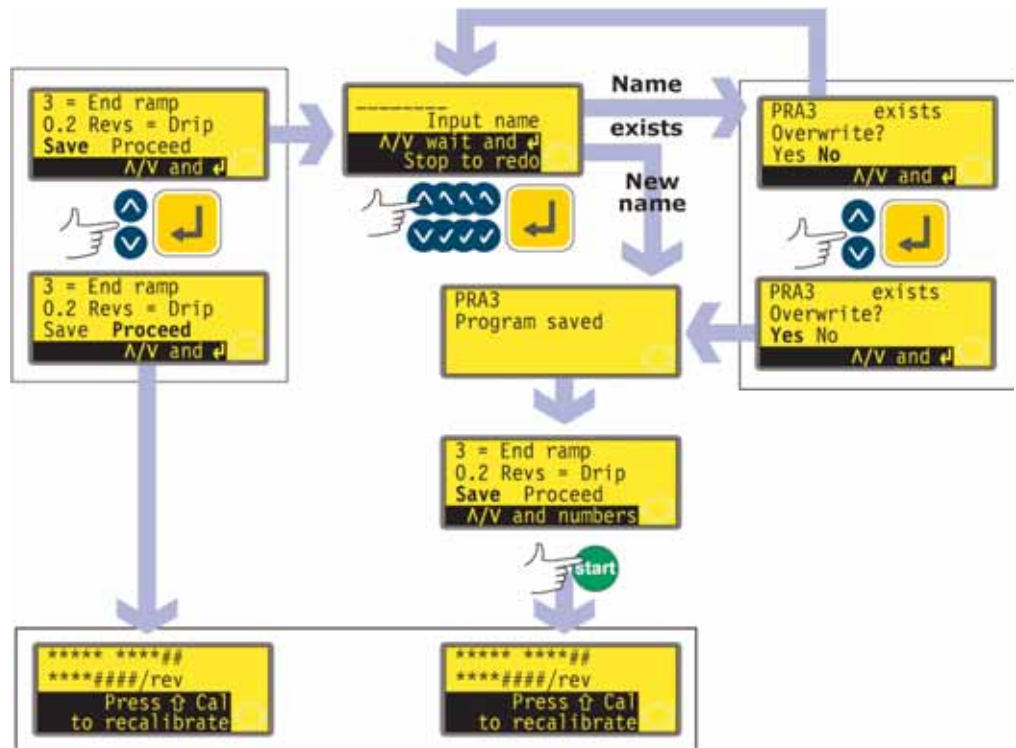 3 = End ramp
0.2 Revs = Drip
Save Proceed
∧/∨ and ↵
3 = End ramp
0.2 Revs = Drip
Save Proceed
∧/∨ and ↵
--------
Input name
∧/∨ wait and ↵
Stop to redo
Name
exists
New
name
PRA3 exists
Overwrite?
Yes No
∧/∨ and ↵
PRA3 exists
Overwrite?
Yes No
∧/∨ and ↵
PRA3
Program saved
3 = End ramp
0.2 Revs = Drip
Save Proceed
∧/∨ and numbers
start
***** ****##
****####/rev
Press ⇧ Cal
to recalibrate
***** ****##
****####/rev
Press ⇧ Cal
to recalibrate